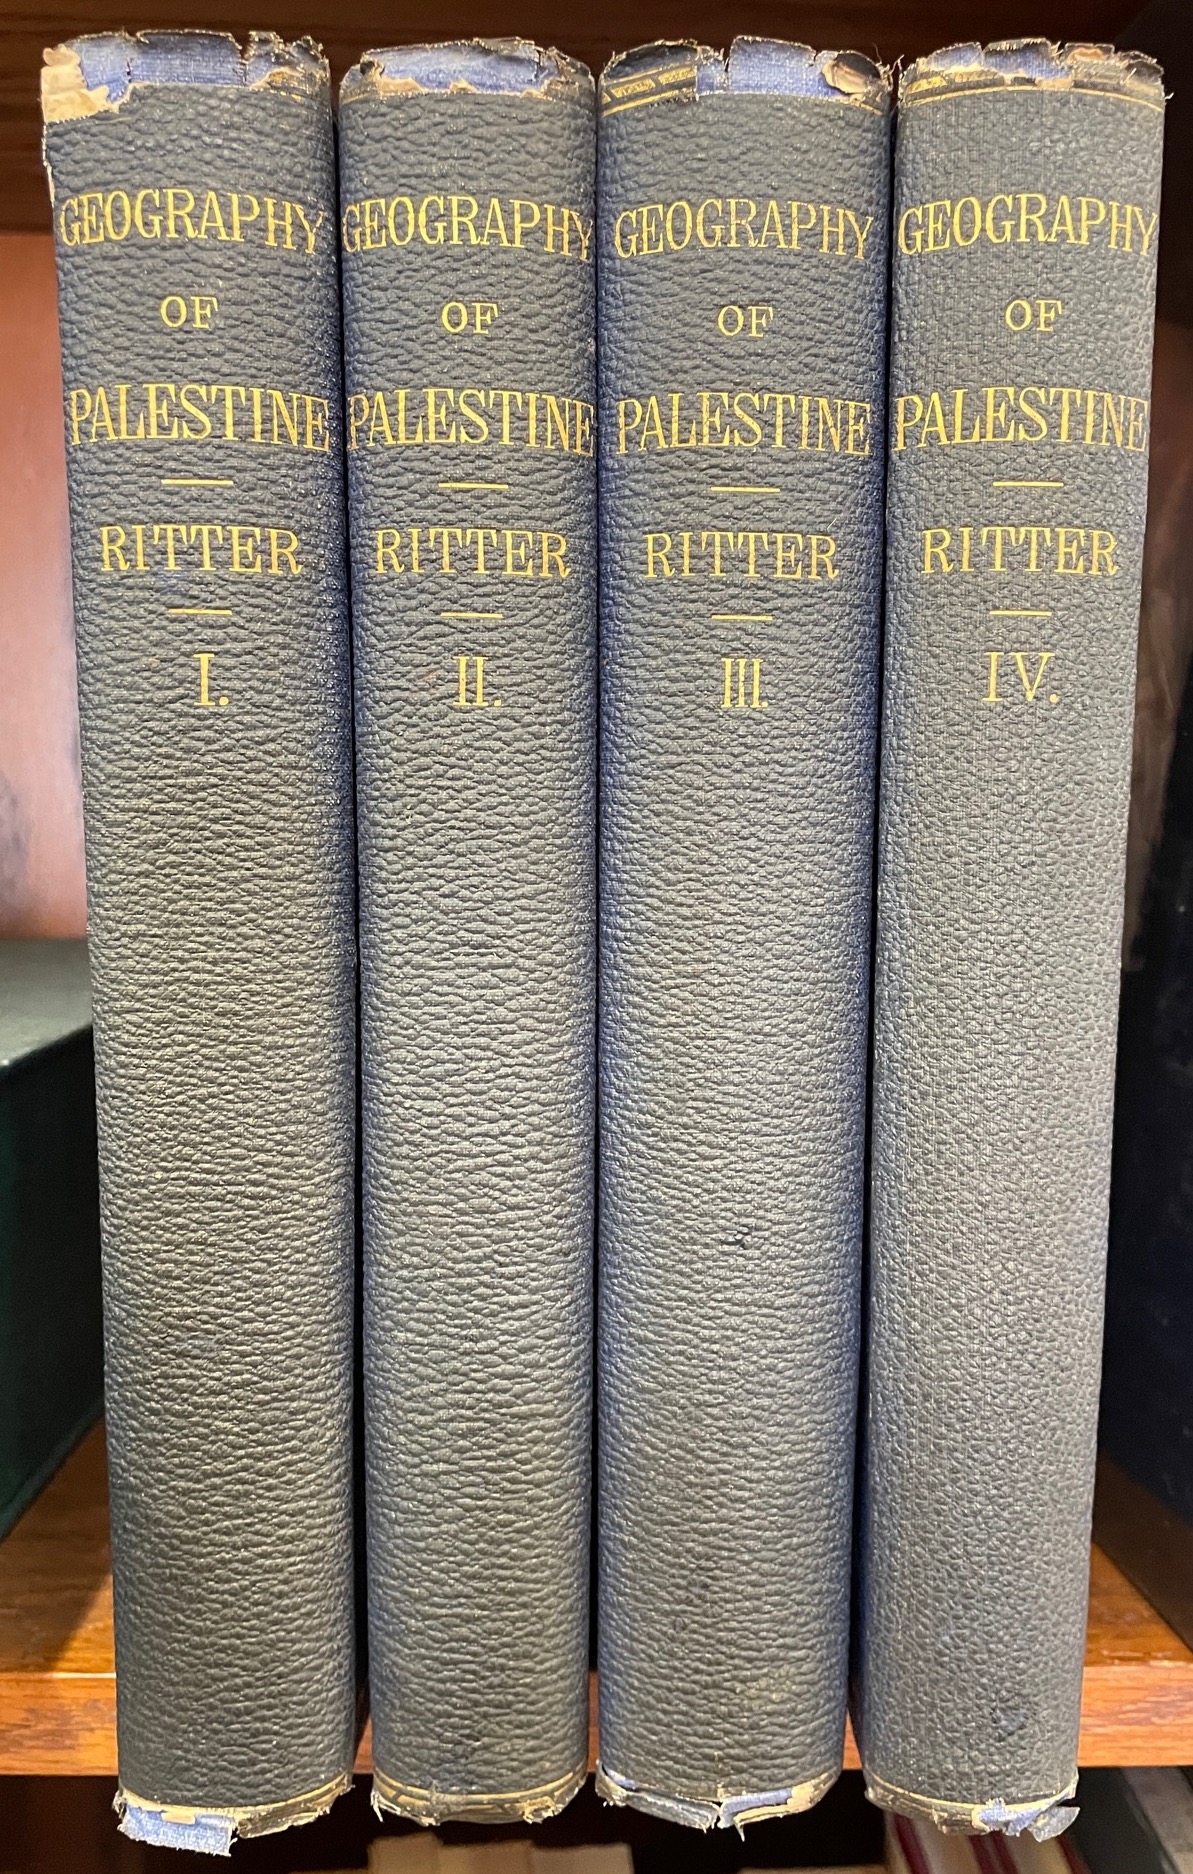 GEOGRAPHY
OF
PALESTINE
RITTER
I.
GEOGRAPHY
OF
PALESTINE
RITTER
II.
GEOGRAPHY
OF
PALESTINE
RITTER
III.
GEOGRAPHY
OF
PALESTINE
RITTER
IV.